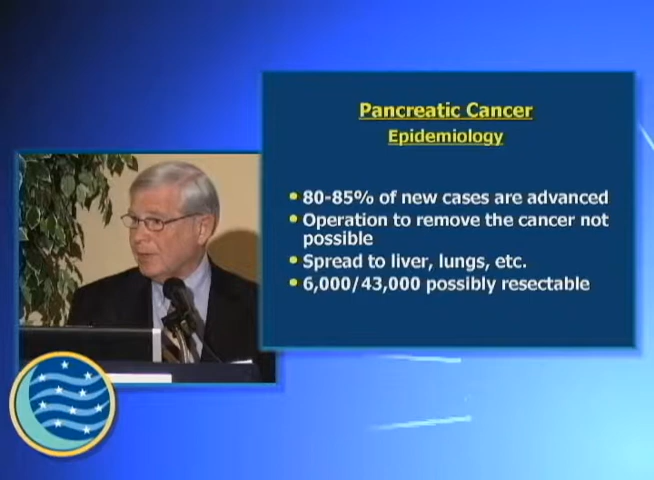 Pancreatic Cancer
Epidemiology
• 80-85% of new cases are advanced
• Operation to remove the cancer not
possible
• Spread to liver, lungs, etc.
• 6,000/43,000 possibly resectable